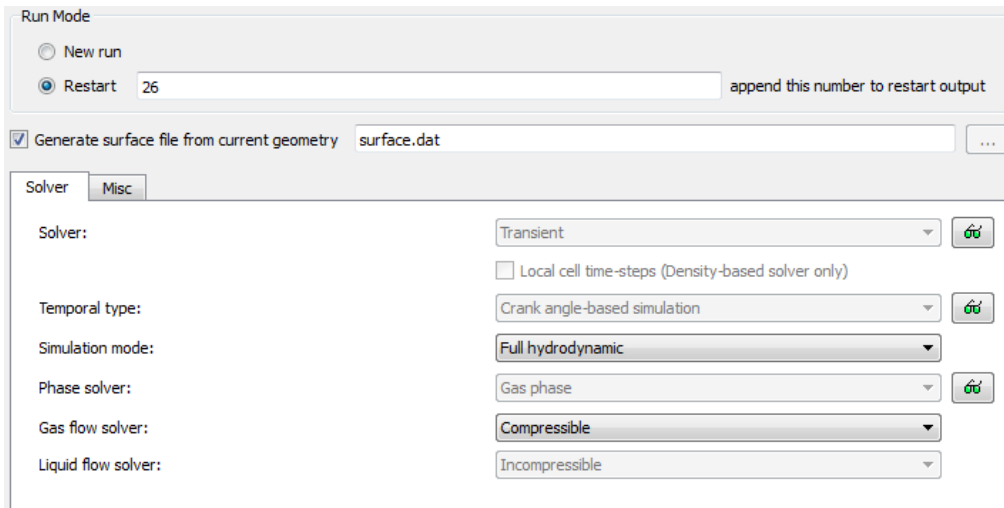 Run Mode
New run
Restart 26 append this number to restart output
Generate surface file from current geometry surface.dat ...
Solver Misc
Solver: Transient
Local cell time-steps (Density-based solver only)
Temporal type: Crank angle-based simulation
Simulation mode: Full hydrodynamic
Phase solver: Gas phase
Gas flow solver: Compressible
Liquid flow solver: Incompressible